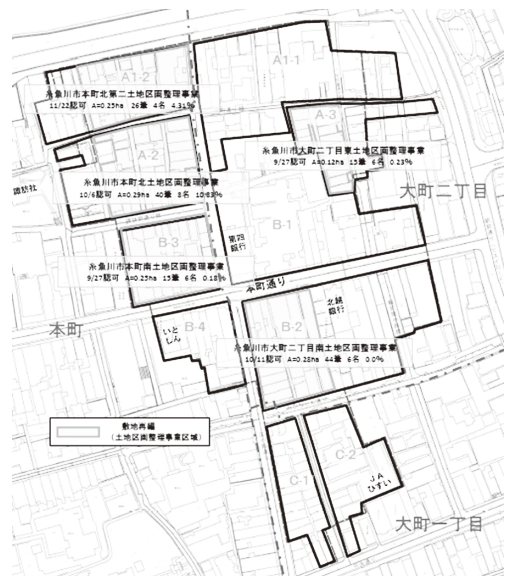 A1-2
A1-1
糸魚川市本町北第二土地区画整理事業
11/22認可 A=0.25ha 26筆 4名 4.31%
A-3
A-2
糸魚川市大町二丁目東土地区画整理事業
9/27認可 A=0.12ha 15筆 6名 0.23%
糸魚川市本町北土地区画整理事業
10/6認可 A=0.29ha 40筆 8名 10.83%
諏訪社
大町二丁目
B-1
B-3
第四
銀行
糸魚川市本町南土地区画整理事業
9/27認可 A=0.25ha 15筆 6名 0.18%
本町通り
本町
いと
しん
B-4
B-2
北越
銀行
糸魚川市大町二丁目南土地区画整理事業
10/11認可 A=0.28ha 44筆 6名 0.0%
敷地再編
(土地区画整理事業区域)
C-1
C-2
JA
ひすい
大町一丁目